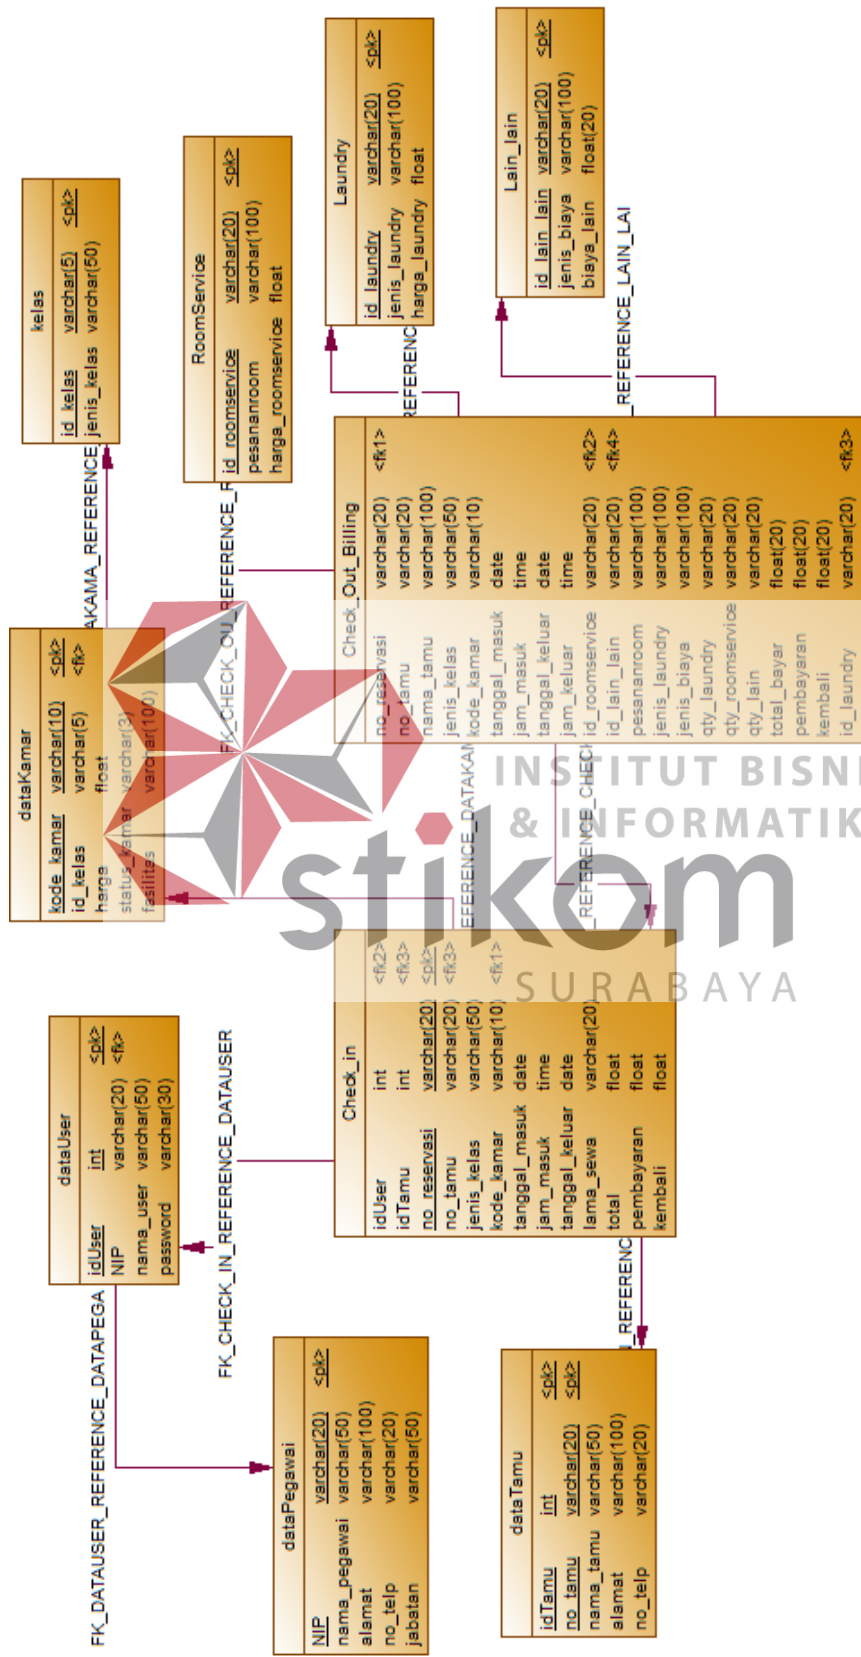 FK_DATAUSER_REFERENCE_DATAPEGA
dataUser
idUser int <pk>
NIP varchar(20) <fk>
nama_user varchar(50)
password varchar(30)
dataKamar
kode_kamar varchar(10) <pk>
id_kelas varchar(5) <fk>
harga float
status_kamar varchar(3)
fasilitas varchar(100)
AKAMA_REFERENCE_
kelas
id_kelas varchar(5) <pk>
jenis_kelas varchar(50)
FK_CHECK_IN_REFERENCE_DATAUSER
FK_CHECK_OU_REFERENCE_R
RoomService
id_roomservice varchar(20) <pk>
pesananroom varchar(100)
harga_roomservice float
dataPegawai
NIP varchar(20) <pk>
nama_pegawai varchar(50)
alamat varchar(100)
no_telp varchar(20)
jabatan varchar(50)
Check_in
idUser int <fk2>
idTamu int <fk3>
no_reservasi varchar(20) <pk>
no_tamu varchar(20) <fk3>
jenis_kelas varchar(50)
kode_kamar varchar(10) <fk1>
tanggal_masuk date
jam_masuk time
tanggal_keluar date
lama_sewa varchar(20)
total float
pembayaran float
kembali float
EFERENCE_DATAKAM
_REFERENCE_CHECK
Check_Out_Billing
no_reservasi varchar(20) <fk1>
no_tamu varchar(20)
nama_tamu varchar(100)
jenis_kelas varchar(50)
kode_kamar varchar(10)
tanggal_masuk date
jam_masuk time
tanggal_keluar date
jam_keluar time
id_roomservice varchar(20) <fk2>
id_lain_lain varchar(20) <fk4>
pesananroom varchar(100)
jenis_laundry varchar(100)
jenis_biaya varchar(100)
qty_laundry varchar(20)
qty_roomservice varchar(20)
qty_lain varchar(20)
total_bayar float(20)
pembayaran float(20)
kembali float(20)
id_laundry varchar(20) <fk3>
REFERENC
Laundry
id_laundry varchar(20) <pk>
jenis_laundry varchar(100)
harga_laundry float
Lain_lain
id_lain_lain varchar(20) <pk>
jenis_biaya varchar(100)
biaya_lain float(20)
_REFERENCE_LAIN_LAI
dataTamu
idTamu int <pk>
no_tamu varchar(20) <pk>
nama_tamu varchar(50)
alamat varchar(100)
no_telp varchar(20)
_REFERENC
INSTITUT BISNI
& INFORMATIK
stikom
SURABAYA